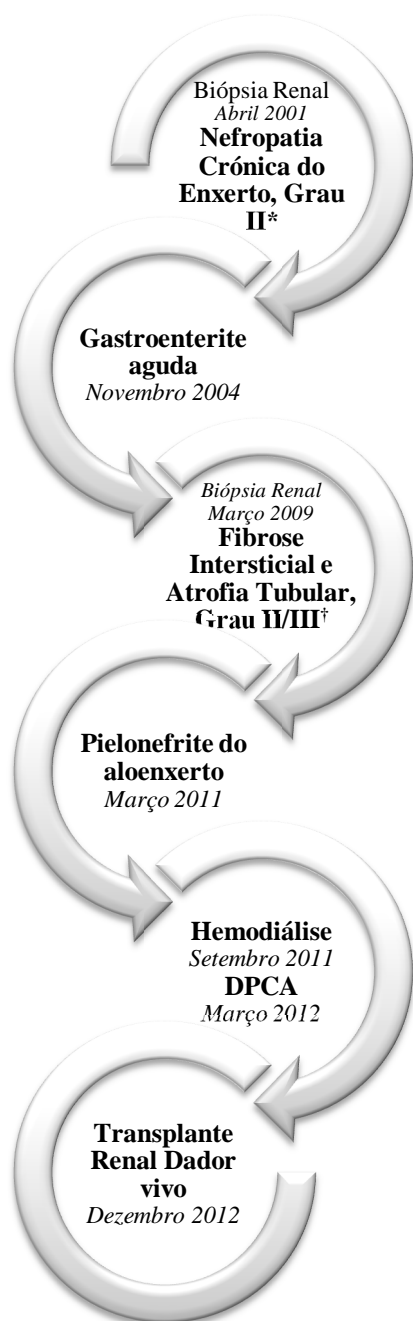 Biópsia Renal
Abril 2001
Nefropatia
Crónica do
Enxerto, Grau
II*
Gastroenterite
aguda
Novembro 2004
Biópsia Renal
Março 2009
Fibrose
Intersticial e
Atrofia Tubular,
Grau II/III†
Pielonefrite do
aloenxerto
Março 2011
Hemodiálise
Setembro 2011
DPCA
Março 2012
Transplante
Renal Dador
vivo
Dezembro 2012